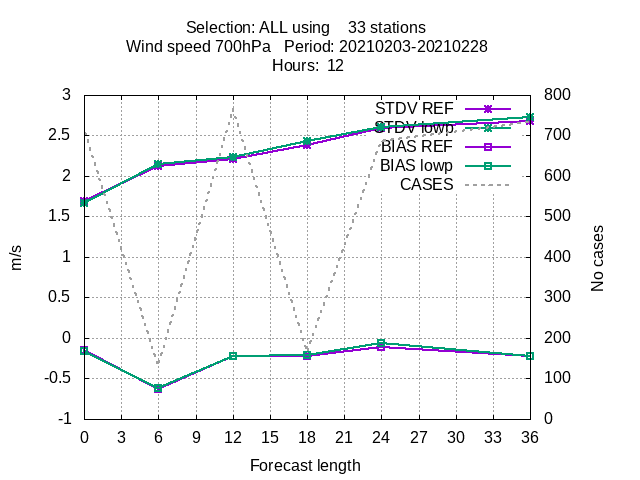 Selection: ALL using 33 stations
Wind speed 700hPa Period: 20210203-20210228
Hours: 12
3
2.5
2
1.5
1
0.5
0
-0.5
-1
m/s
STDV REF
STDV lowp
BIAS REF
BIAS lowp
CASES
800
700
600
500
400
300
200
100
0
No cases
0 3 6 9 12 15 18 21 24 27 30 33 36
Forecast length